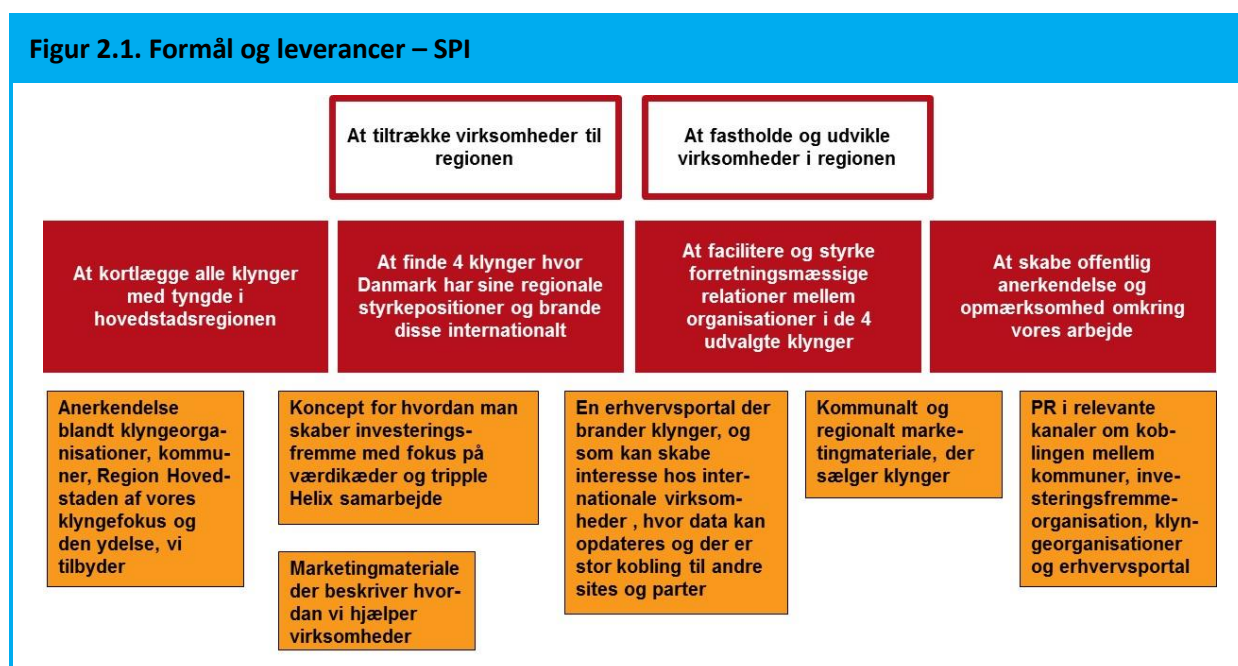 Figur 2.1. Formål og leverancer – SPI
At tiltrække virksomheder til
regionen
At fastholde og udvikle
virksomheder i regionen
At kortlægge alle klynger
med tyngde i
hovedstadsregionen
At finde 4 klynger hvor
Danmark har sine regionale
styrkepositioner og brande
disse internationalt
At facilitere og styrke
forretningsmæssige
relationer mellem
organisationer i de 4
udvalgte klynger
At skabe offentlig
anerkendelse og
opmærksomhed omkring
vores arbejde
Anerkendelse
blandt klyngeorga-
nisationer, kommu-
ner, Region Hoved-
staden af vores
klyngefokus og
den ydelse, vi
tilbyder
Koncept for hvordan man
skaber investerings-
fremme med fokus på
værdikæder og tripple
Helix samarbejde
Marketingmateriale
der beskriver hvor-
dan vi hjælper
virksomheder
En erhvervsportal der
brander klynger, og
som kan skabe
interesse hos inter-
nationale virksom-
heder , hvor data kan
opdateres og der er
stor kobling til andre
sites og parter
Kommunalt og
regionalt marke-
tingmateriale, der
sælger klynger
PR i relevante
kanaler om kob-
lingen mellem
kommuner, inve-
steringsfremme-
organisation, klyn-
georganisationer
og erhvervsportal